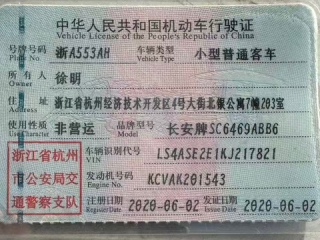 中华人民共和国机动车行驶证
Vehicle License of the People's Republic of China
号牌号码 浙A553AH 车辆类型 小型普通客车
Plate No. Vehicle Type
所有人 徐明
Owner
住址 浙江省杭州经济技术开发区4号大街北银公寓7幢203室
Address
使用性质 非营运 品牌型号 长安牌SC6469ABB6
Use Character Model
浙江省杭州
市公安局交
通警察支队
车辆识别代号 LS4ASE2E1KJ217821
VIN
发动机号码 KCVAK201543
Engine No.
注册日期 2020-06-02 发证日期 2020-06-02
Register Date Issue Date